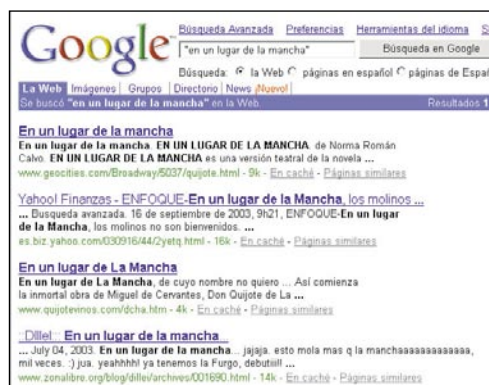 Google
Búsqueda Avanzada Preferencias Herramientas del idioma S
"en un lugar de la mancha" Búsqueda en Google
Búsqueda: la Web páginas en español páginas de Españ
La Web Imágenes Grupos Directorio News ¡Nuevo!
Se buscó "en un lugar de la mancha" en la Web. Resultados 1
En un lugar de la mancha
En un lugar de la mancha. EN UN LUGAR DE LA MANCHA. de Norma Román
Calvo. EN UN LUGAR DE LA MANCHA es una versión teatral de la novela ...
www.geocities.com/Broadway/5037/quijote.html - 9k - En caché - Páginas similares
Yahoo! Finanzas - ENFOQUE-En un lugar de la Mancha, los molinos ...
... Busqueda avanzada. 16 de septiembre de 2003, 9h21, ENFOQUE-En un lugar
de la Mancha, los molinos no son bienvenidos. ...
es.biz.yahoo.com/030916/44/2yetq.html - 16k - En caché - Páginas similares
En un lugar de La Mancha
En un lugar de La Mancha, de cuyo nombre no quiero ... Así comienza
la inmortal obra de Miguel de Cervantes, Don Quijote de La ...
www.quijotevinos.com/dcha.htm - 4k - En caché - Páginas similares
::Dillei:: En un lugar de la mancha...
... July 04, 2003. En un lugar de la mancha... jajaja. esto mola mas q la manchaaaaaaaaaaaaa,
mil veces. :) jua. yeahhhh! ya tenemos la Furgo, debutiiil! ...
www.zonalibre.org/blog/dillei/archives/001690.html - 14k - En caché - Páginas similares